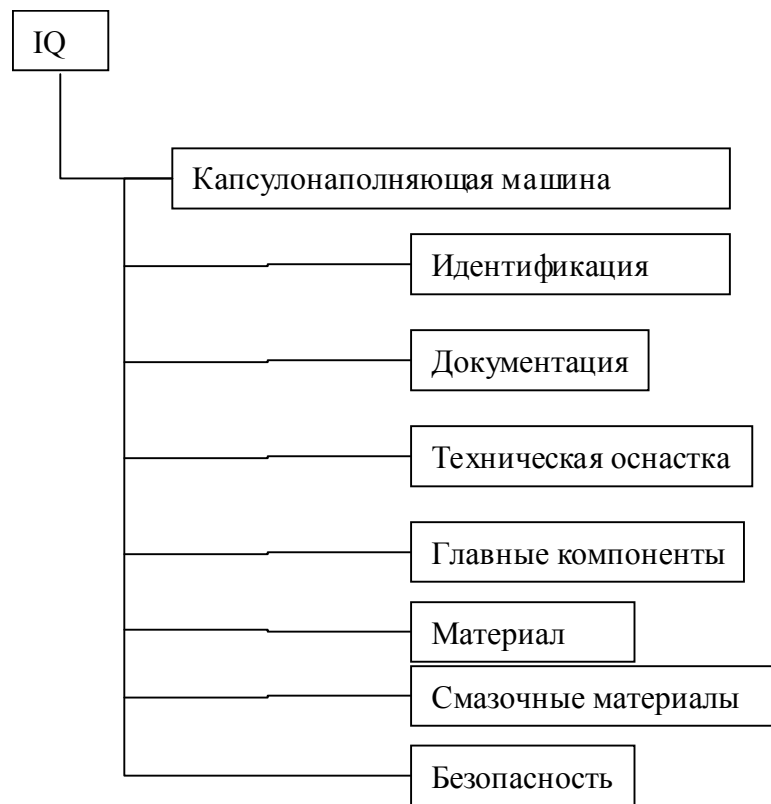 IQ
Капсулонаполняющая машина
Идентификация
Документация
Техническая оснастка
Главные компоненты
Материал
Смазочные материалы
Безопасность